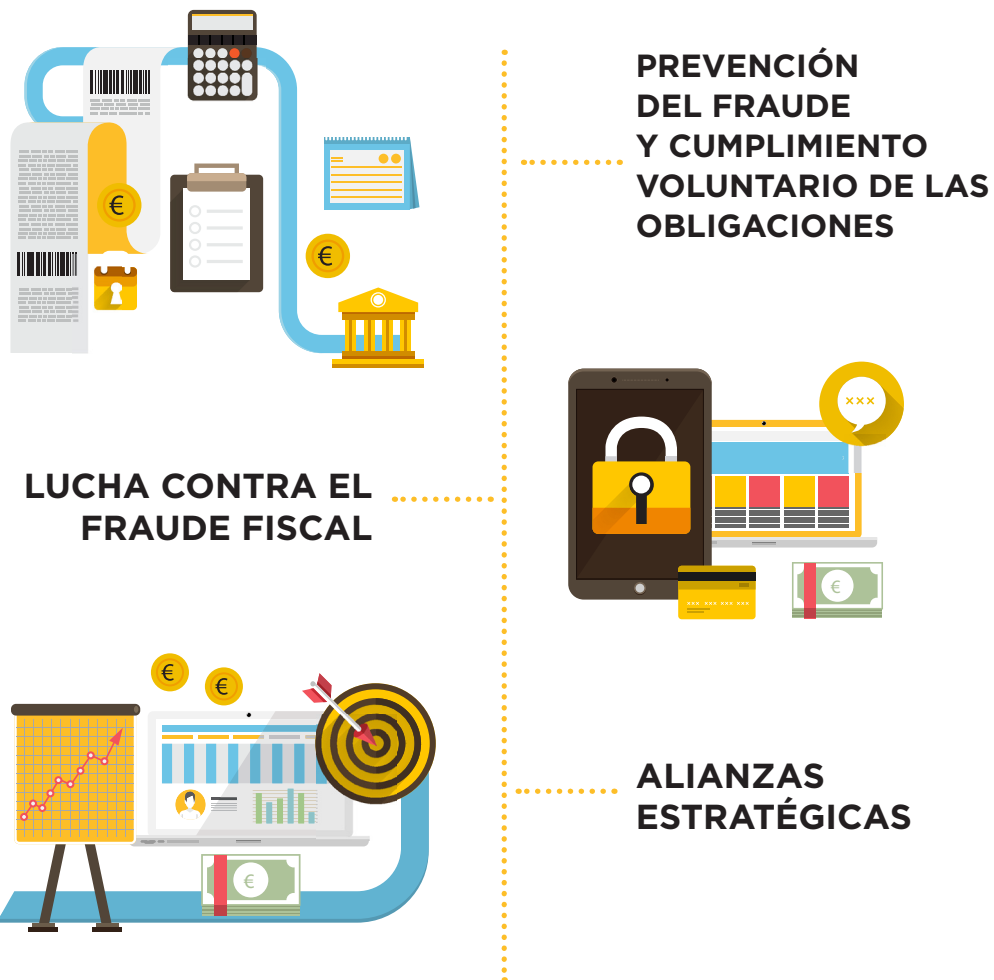 PREVENCIÓN
DEL FRAUDE
Y CUMPLIMIENTO
VOLUNTARIO DE LAS
OBLIGACIONES
LUCHA CONTRA EL
FRAUDE FISCAL
ALIANZAS
ESTRATÉGICAS